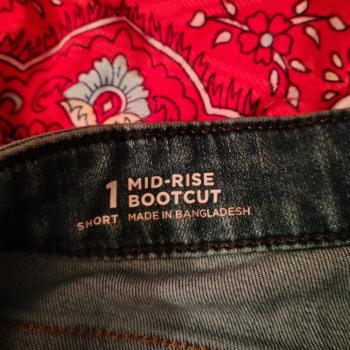 1 MID-RISE
BOOTCUT
SHORT MADE IN BANGLADESH